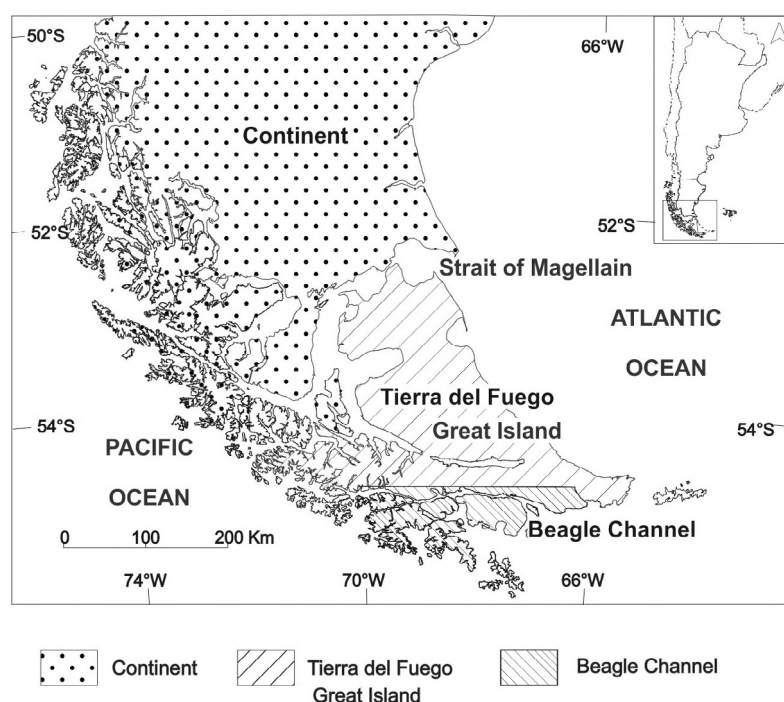 50°S
66°W
Continent
52°S
52°S
Strait of Magellain
ATLANTIC
OCEAN
Tierra del Fuego
Great Island
54°S
54°S
PACIFIC
OCEAN
Beagle Channel
0 100 200 Km
74°W 70°W 66°W
Continent
Tierra del Fuego
Great Island
Beagle Channel